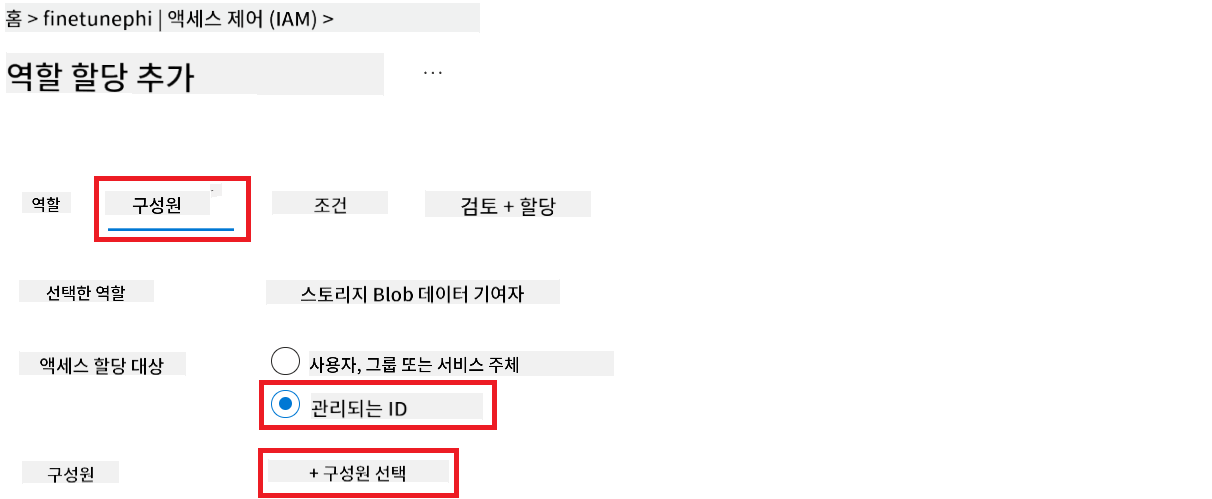 홈 > finetunephi | 액세스 제어 (IAM) >
역할 할당 추가 ...
역할 구성원 조건 검토 + 할당
선택한 역할 스토리지 Blob 데이터 기여자
액세스 할당 대상 사용자, 그룹 또는 서비스 주체
관리되는 ID
구성원 + 구성원 선택